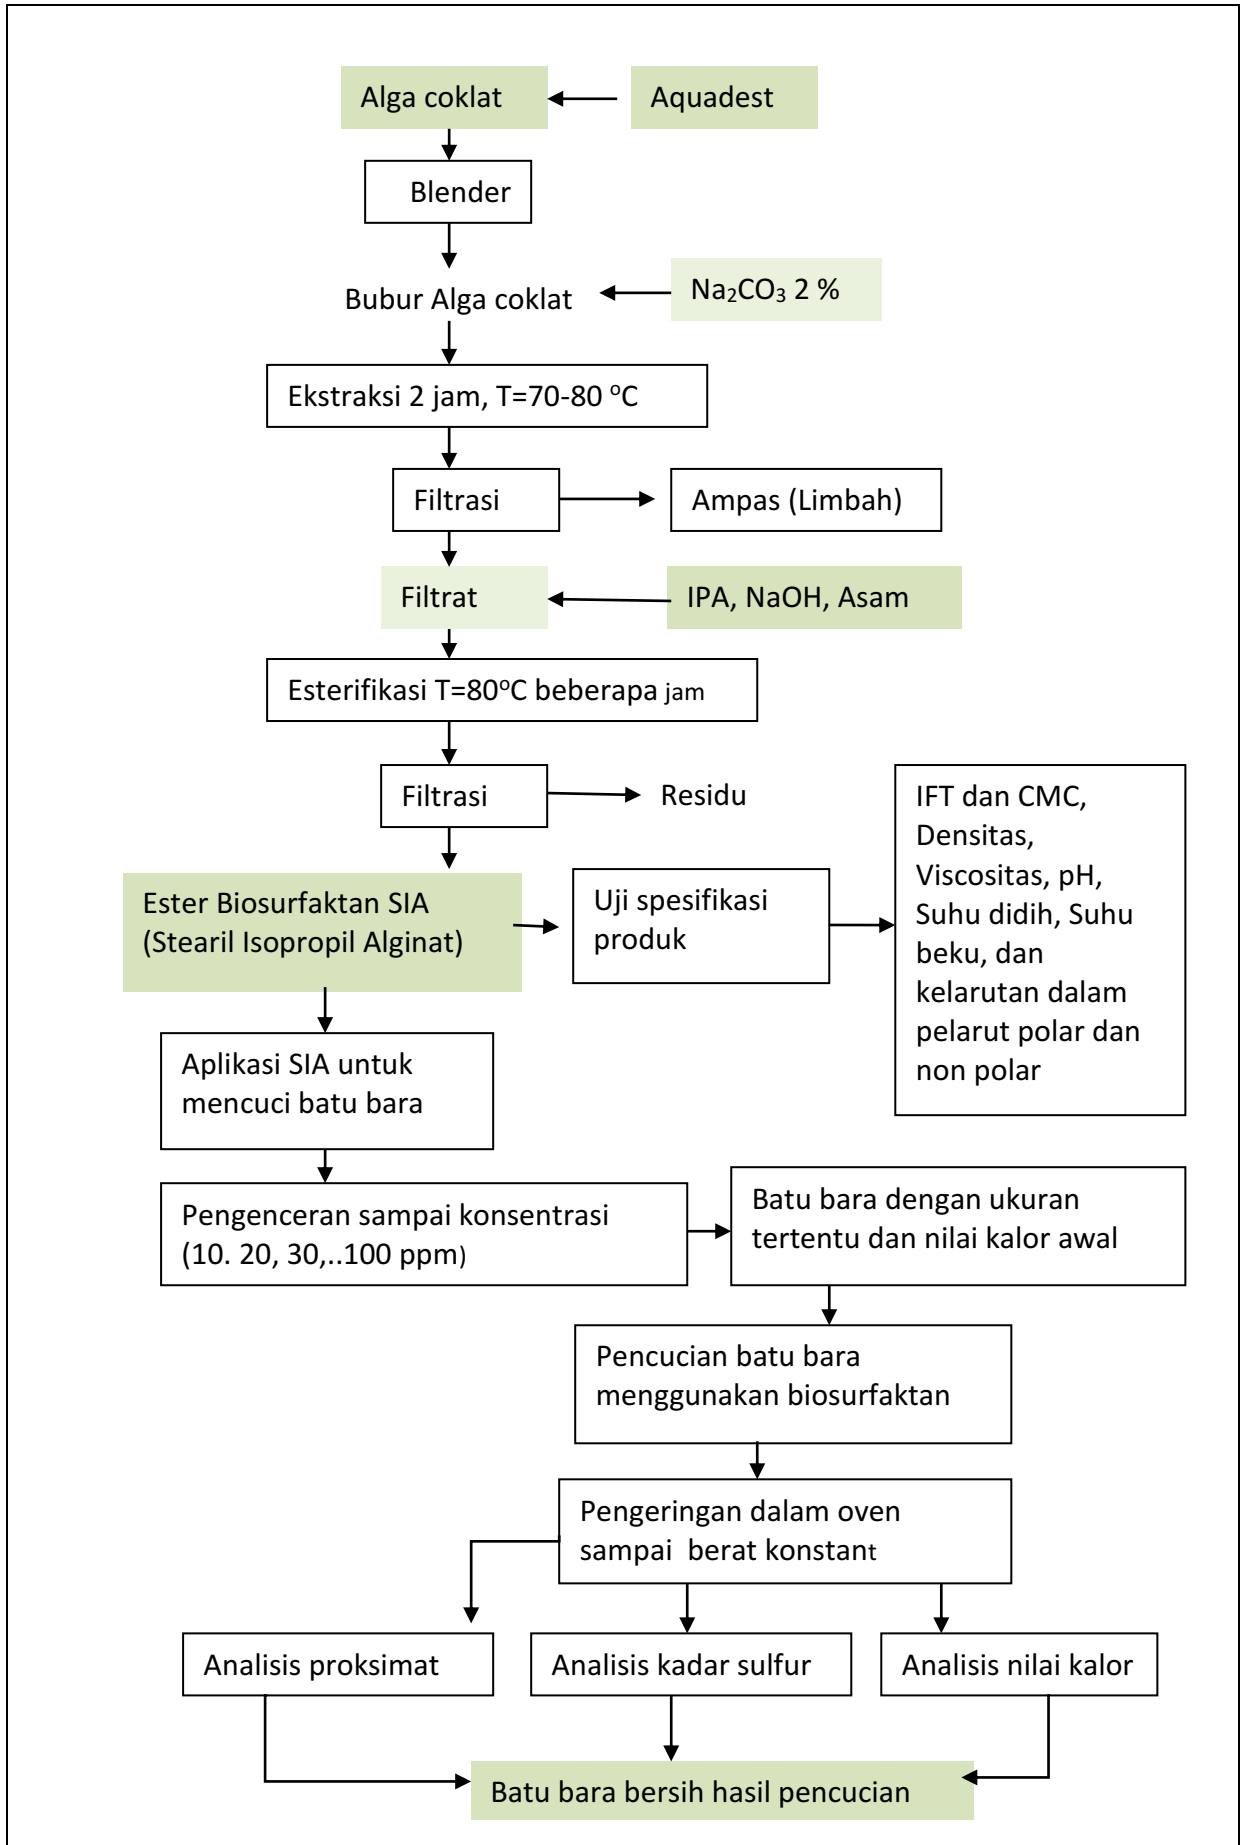 Alga coklat
Aquadest
Blender
Bubur Alga coklat
Na₂CO₃ 2 %
Ekstraksi 2 jam, T=70-80 ᵒC
Filtrasi
Ampas (Limbah)
Filtrat
IPA, NaOH, Asam
Esterifikasi T=80ᵒC beberapa jam
Filtrasi
Residu
IFT dan CMC,
Densitas,
Viscositas, pH,
Suhu didih, Suhu
beku, dan
kelarutan dalam
pelarut polar dan
non polar
Ester Biosurfaktan SIA
(Stearil Isopropil Alginat)
Uji spesifikasi
produk
Aplikasi SIA untuk
mencuci batu bara
Pengenceran sampai konsentrasi
(10. 20, 30,..100 ppm)
Batu bara dengan ukuran
tertentu dan nilai kalor awal
Pencucian batu bara
menggunakan biosurfaktan
Pengeringan dalam oven
sampai berat konstant
Analisis proksimat
Analisis kadar sulfur
Analisis nilai kalor
Batu bara bersih hasil pencucian